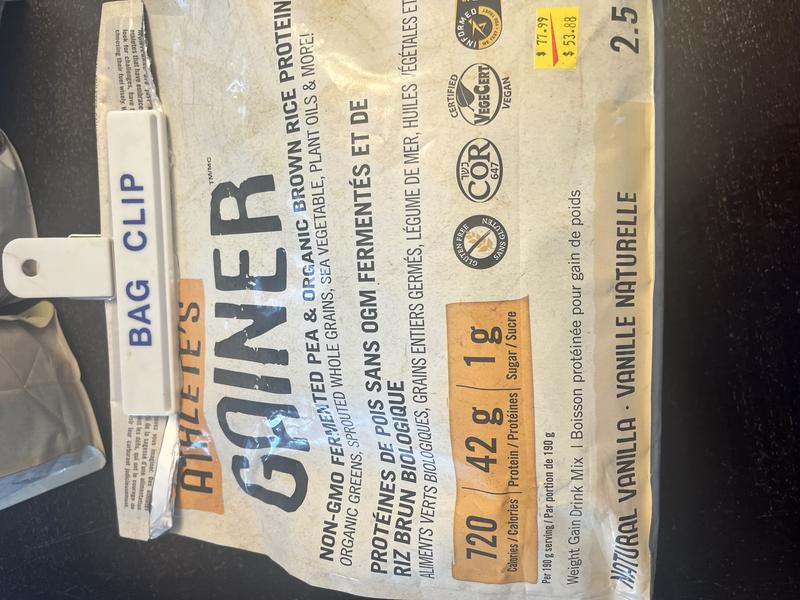 BAG CLIP
ATHLETE'S
GAINER
TM/MC
NON-GMO FERMENTED PEA & ORGANIC BROWN RICE PROTEIN
ORGANIC GREENS, SPROUTED WHOLE GRAINS, SEA VEGETABLE, PLANT OILS & MORE!
PROTÉINES DE POIS SANS OGM FERMENTÉS ET DE
RIZ BRUN BIOLOGIQUE
ALIMENTS VERTS BIOLOGIQUES, GRAINS ENTIERS GERMÉS, LÉGUME DE MER, HUILES VÉGÉTALES ET
720 42 g 1 g
Calories / Calories Protein / Protéines Sugar / Sucre
GLUTEN FREE
SANS GLUTEN
כשר
COR
647
CERTIFIED
VEGECERT
VEGAN
INFORMED
$ 77.99
$ 53.88
Per 190 g serving / Par portion de 190 g
Weight Gain Drink Mix | Boisson protéinée pour gain de poids
NATURAL VANILLA · VANILLE NATURELLE
2.5